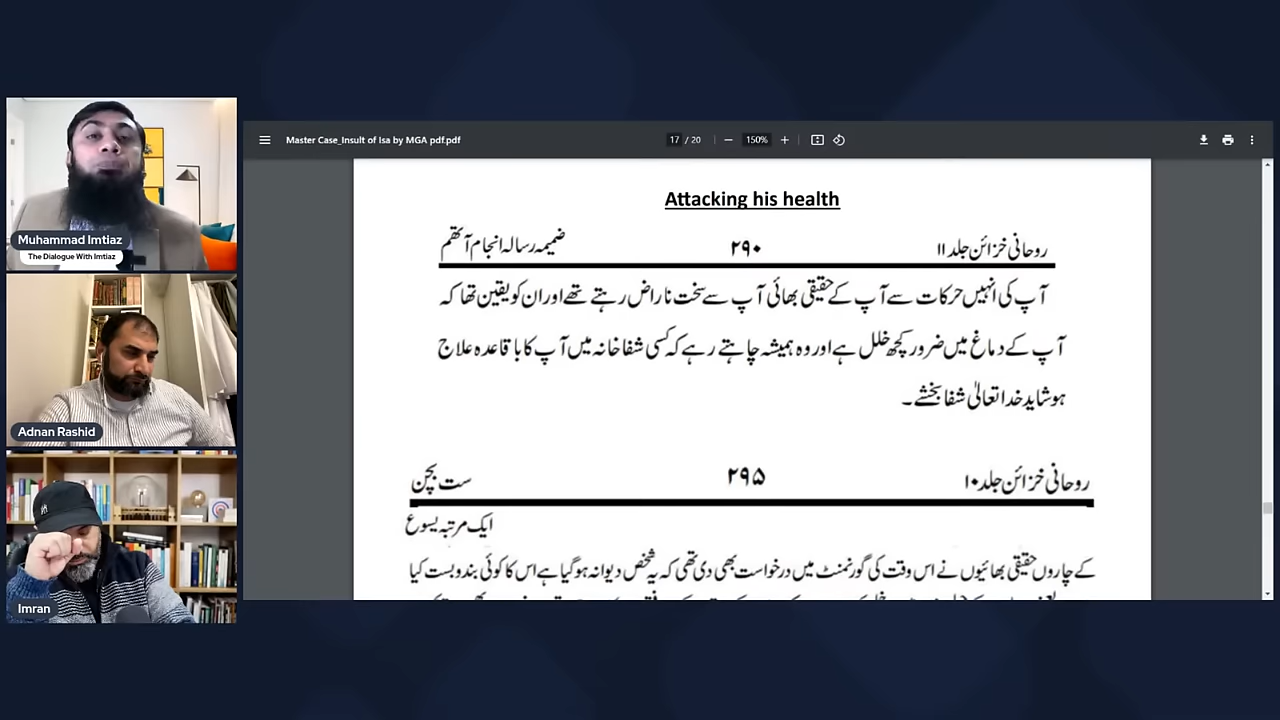 Master Case_Insult of Isa by MGA pdf.pdf
17 / 20
150%
Attacking his health
روحانی خزائن جلد ۱۱ ۲۹۰ ضمیمہ رسالہ انجام آتھم
آپ کی انہیں حرکات سے آپ کے حقیقی بھائی آپ سے سخت ناراض رہتے تھے اور ان کو یقین تھا کہ
آپ کے دماغ میں ضرور کچھ خلل ہے اور وہ ہمیشہ چاہتے رہے کہ کسی شفاخانہ میں آپ کا باقاعدہ علاج
ہو شاید خدا تعالیٰ شفا بخشے۔
روحانی خزائن جلد ۱۰ ۲۹۵ ست بچن
ایک مرتبہ یسوع
کے چاروں حقیقی بھائیوں نے اس وقت کی گورنمنٹ میں درخواست بھی دی تھی کہ یہ شخص دیوانہ ہو گیا ہے اس کا کوئی بندوبست کیا
Muhammad Imtiaz
The Dialogue With Imtiaz
Adnan Rashid
Imran